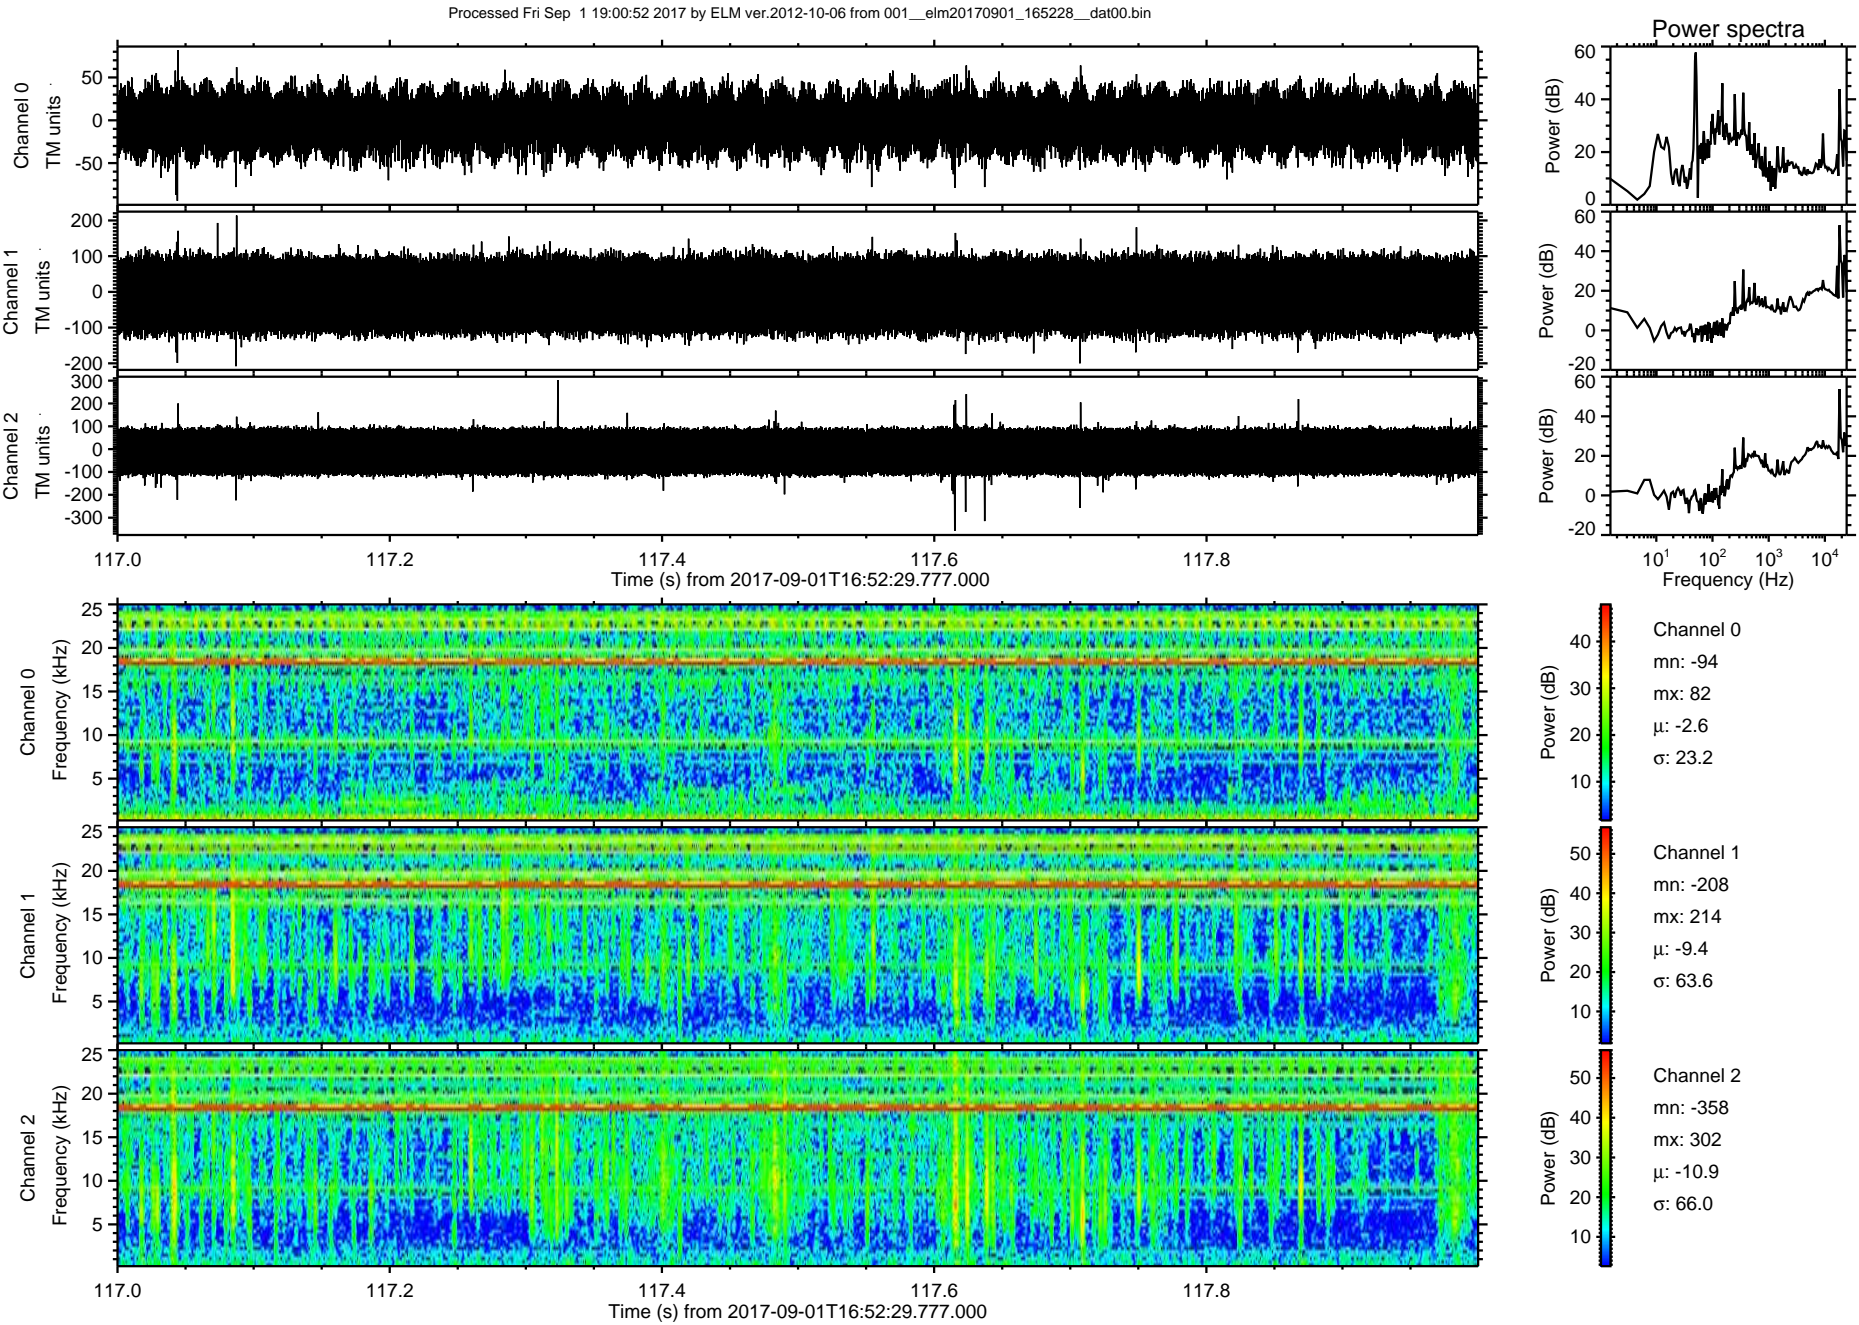 Processed Fri Sep  1 19:00:52 2017 by ELM ver.2012-10-06 from 001__elm20170901_165228__dat00.bin
Power spectra
Channel 0
TM units
50
0
-50
Power (dB)
60
40
20
0
Channel 1
TM units
200
100
0
-100
-200
Power (dB)
60
40
20
0
-20
Channel 2
TM units
300
200
100
0
-100
-200
-300
Power (dB)
60
40
20
0
-20
117.0 117.2 117.4 117.6 117.8
Time (s) from 2017-09-01T16:52:29.777.000
10¹ 10² 10³ 10⁴
Frequency (Hz)
Channel 0
Frequency (kHz)
25
20
15
10
5
Power (dB)
40
30
20
10
Channel 0
mn: -94
mx: 82
μ: -2.6
σ: 23.2
Channel 1
Frequency (kHz)
25
20
15
10
5
Power (dB)
50
40
30
20
10
Channel 1
mn: -208
mx: 214
μ: -9.4
σ: 63.6
Channel 2
Frequency (kHz)
25
20
15
10
5
Power (dB)
50
40
30
20
10
Channel 2
mn: -358
mx: 302
μ: -10.9
σ: 66.0
117.0 117.2 117.4 117.6 117.8
Time (s) from 2017-09-01T16:52:29.777.000